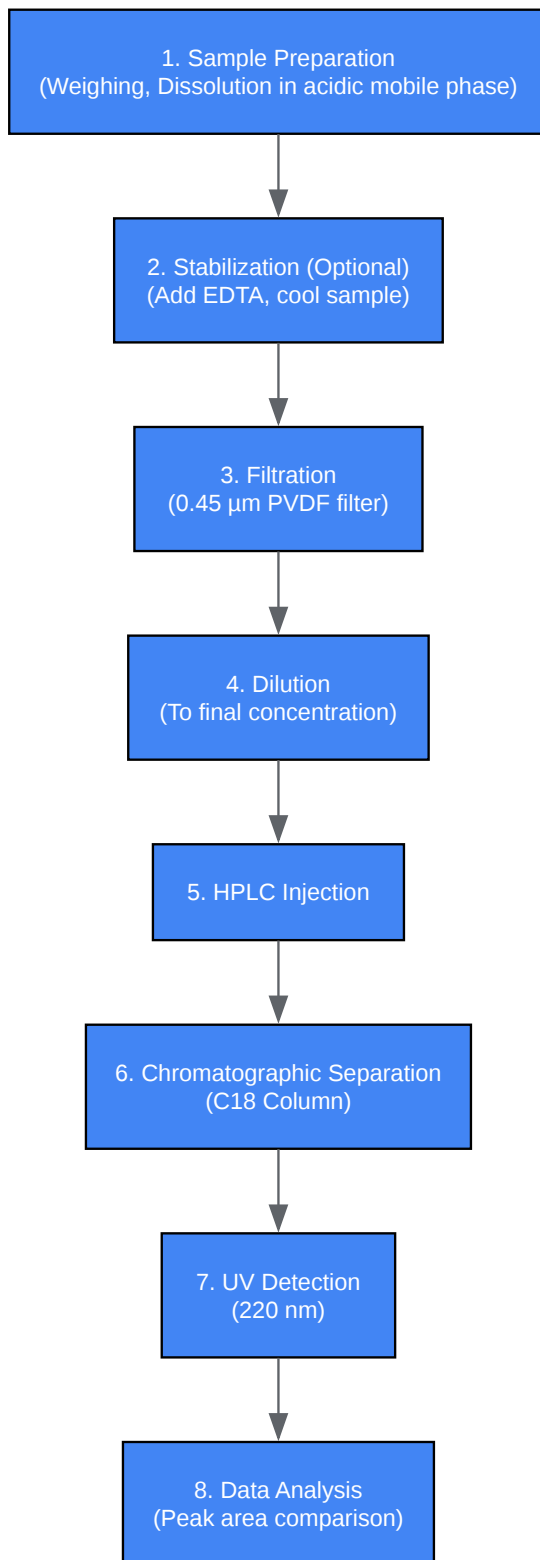 1. Sample Preparation
(Weighing, Dissolution in acidic mobile phase)
2. Stabilization (Optional)
(Add EDTA, cool sample)
3. Filtration
(0.45 µm PVDF filter)
4. Dilution
(To final concentration)
5. HPLC Injection
6. Chromatographic Separation
(C18 Column)
7. UV Detection
(220 nm)
8. Data Analysis
(Peak area comparison)